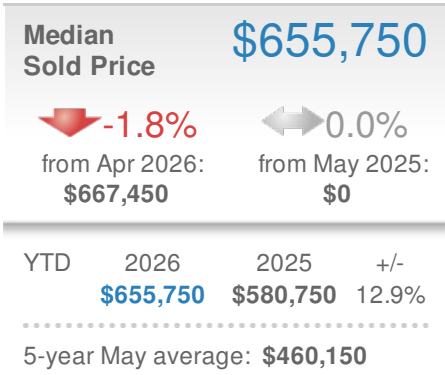 Median
Sold Price
$655,750
-1.8%
from Apr 2026:
$667,450
0.0%
from May 2025:
$0
YTD 2026 2025 +/-
$655,750 $580,750 12.9%
5-year May average: $460,150